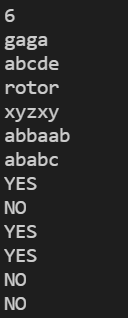 6
gaga
abcde
rotor
xyzxy
abbaab
ababc
YES
NO
YES
YES
NO
NO